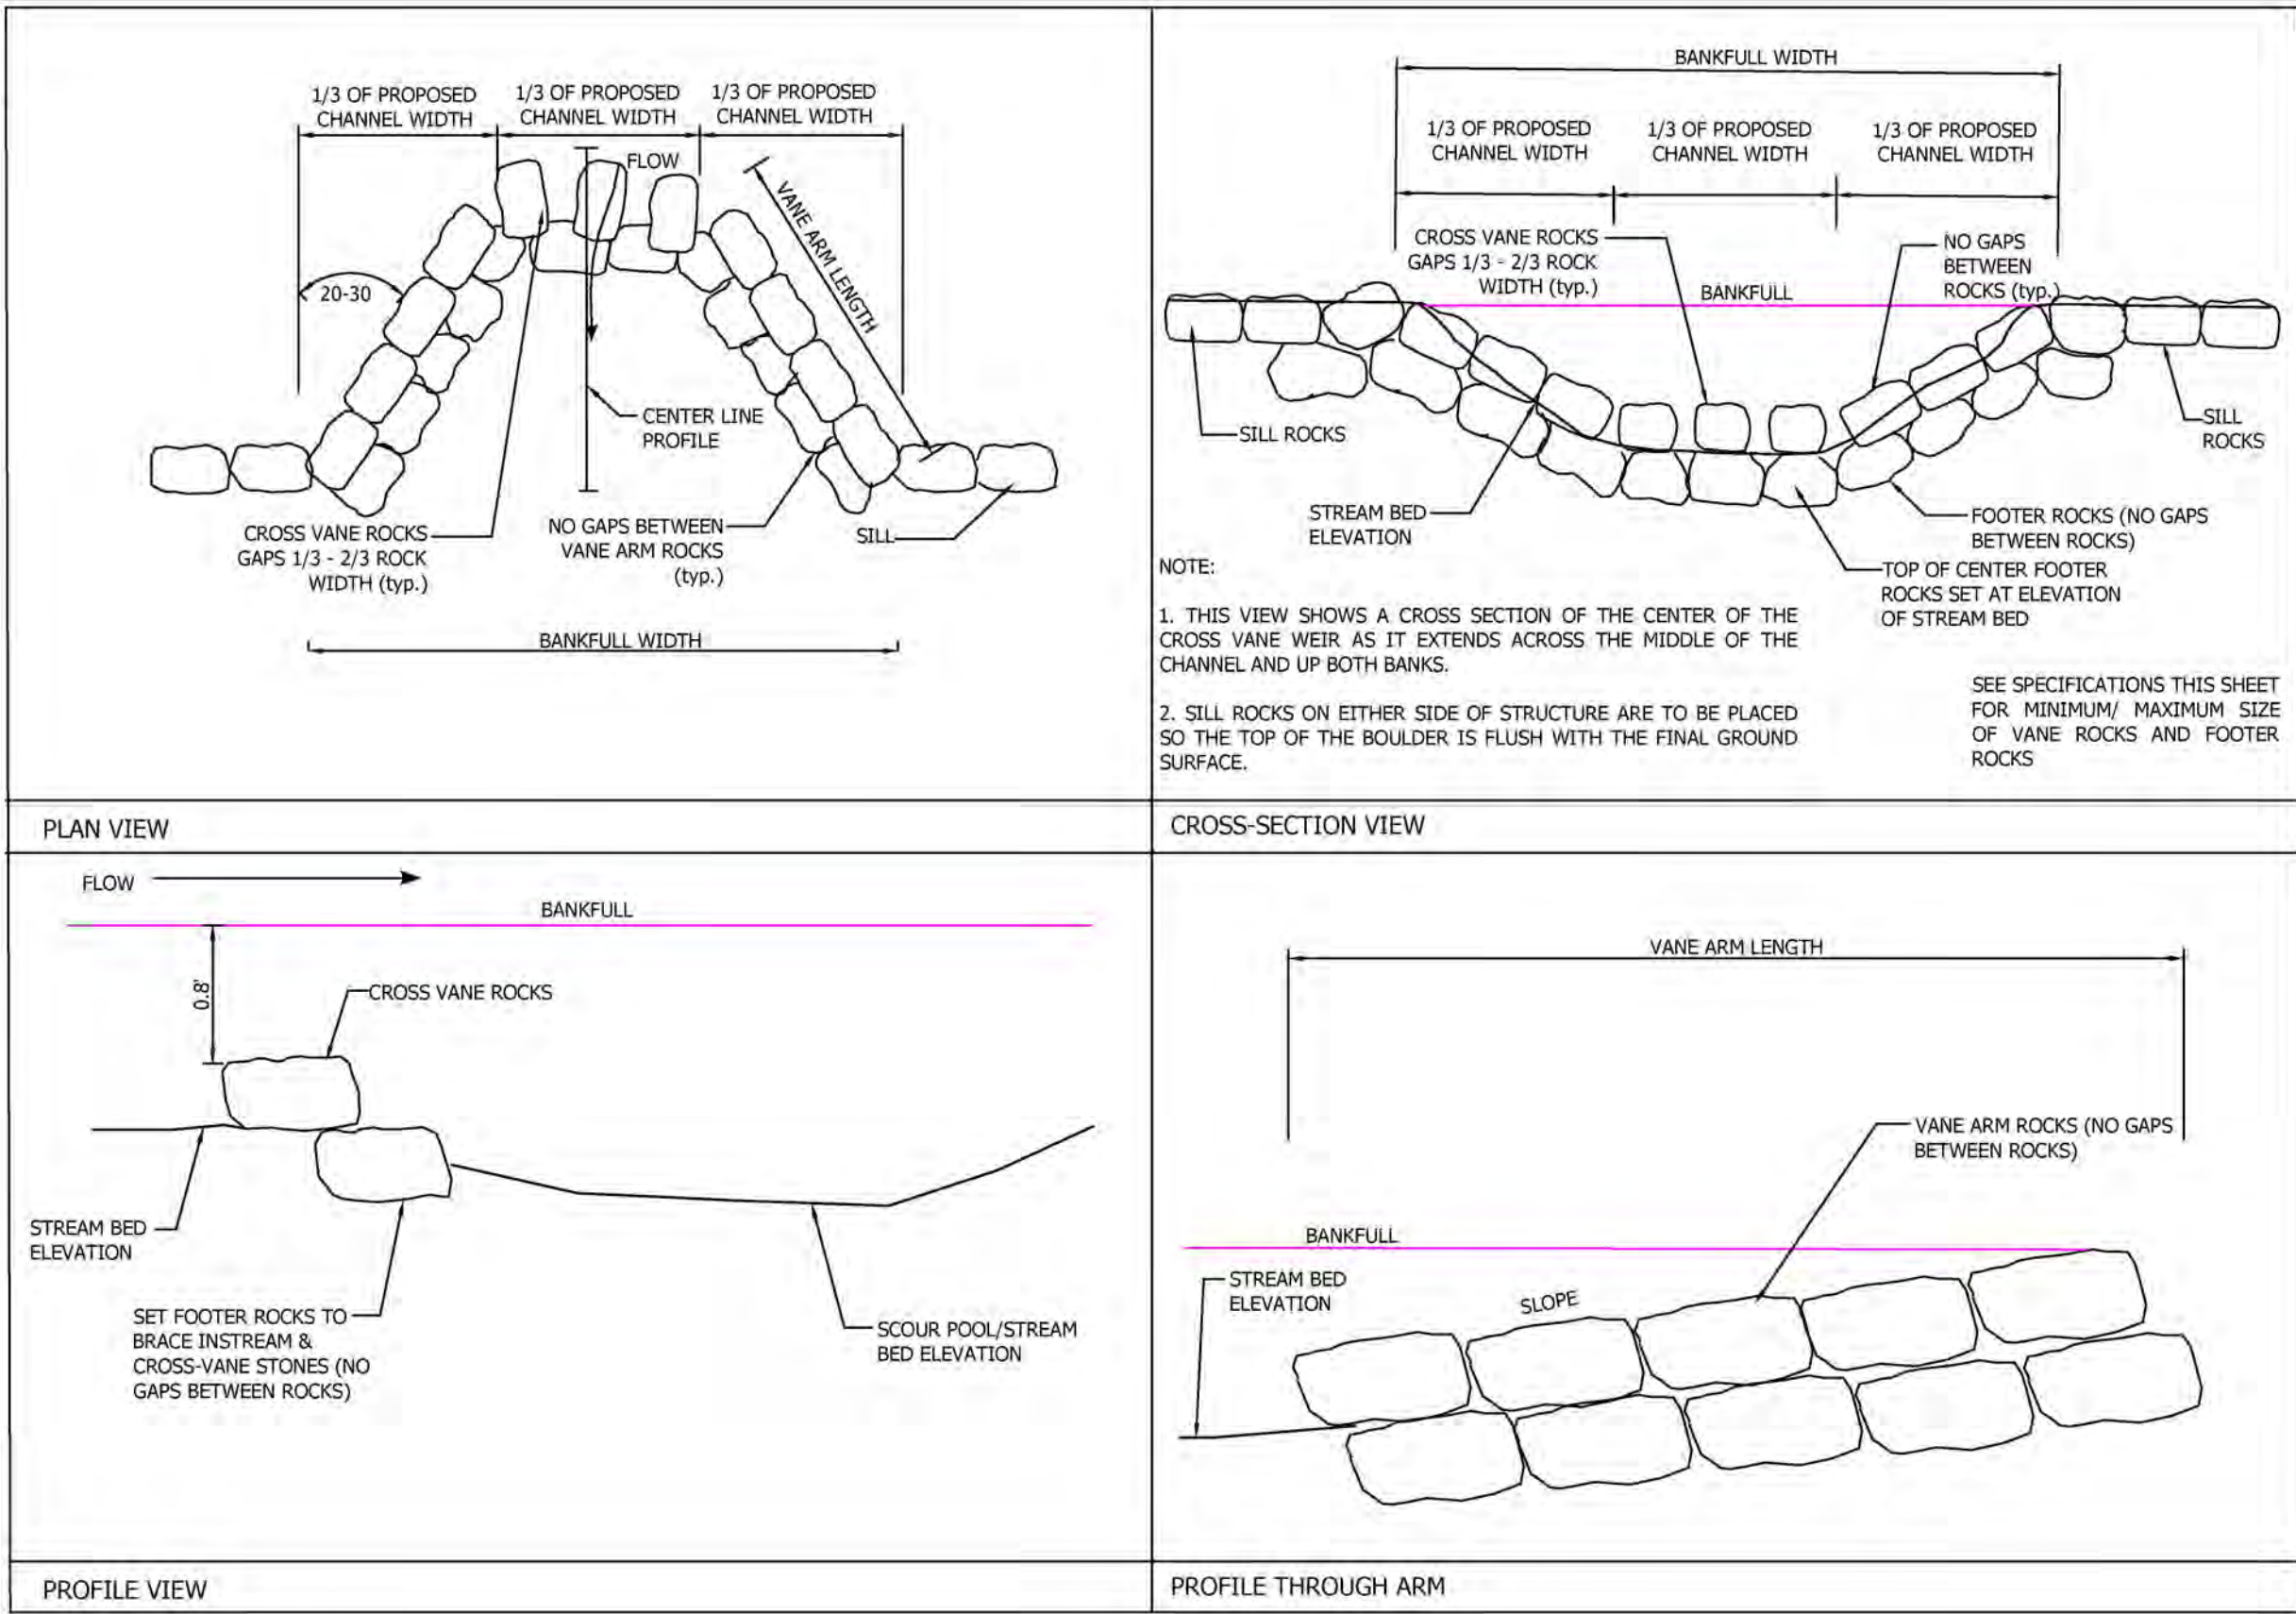 1/3 OF PROPOSED
CHANNEL WIDTH
1/3 OF PROPOSED
CHANNEL WIDTH
1/3 OF PROPOSED
CHANNEL WIDTH
FLOW
VANE ARM LENGTH
20-30
CENTER LINE
PROFILE
CROSS VANE ROCKS
GAPS 1/3 - 2/3 ROCK
WIDTH (typ.)
NO GAPS BETWEEN
VANE ARM ROCKS
(typ.)
SILL
BANKFULL WIDTH
PLAN VIEW
BANKFULL WIDTH
1/3 OF PROPOSED
CHANNEL WIDTH
1/3 OF PROPOSED
CHANNEL WIDTH
1/3 OF PROPOSED
CHANNEL WIDTH
CROSS VANE ROCKS
GAPS 1/3 - 2/3 ROCK
WIDTH (typ.)
NO GAPS
BETWEEN
ROCKS (typ.)
BANKFULL
SILL ROCKS
SILL
ROCKS
STREAM BED
ELEVATION
FOOTER ROCKS (NO GAPS
BETWEEN ROCKS)
TOP OF CENTER FOOTER
ROCKS SET AT ELEVATION
OF STREAM BED
NOTE:
1. THIS VIEW SHOWS A CROSS SECTION OF THE CENTER OF THE
CROSS VANE WEIR AS IT EXTENDS ACROSS THE MIDDLE OF THE
CHANNEL AND UP BOTH BANKS.
2. SILL ROCKS ON EITHER SIDE OF STRUCTURE ARE TO BE PLACED
SO THE TOP OF THE BOULDER IS FLUSH WITH THE FINAL GROUND
SURFACE.
SEE SPECIFICATIONS THIS SHEET
FOR MINIMUM/ MAXIMUM SIZE
OF VANE ROCKS AND FOOTER
ROCKS
CROSS-SECTION VIEW
FLOW
BANKFULL
0.8'
CROSS VANE ROCKS
STREAM BED
ELEVATION
SET FOOTER ROCKS TO
BRACE INSTREAM &
CROSS-VANE STONES (NO
GAPS BETWEEN ROCKS)
SCOUR POOL/STREAM
BED ELEVATION
PROFILE VIEW
VANE ARM LENGTH
VANE ARM ROCKS (NO GAPS
BETWEEN ROCKS)
BANKFULL
STREAM BED
ELEVATION
SLOPE
PROFILE THROUGH ARM